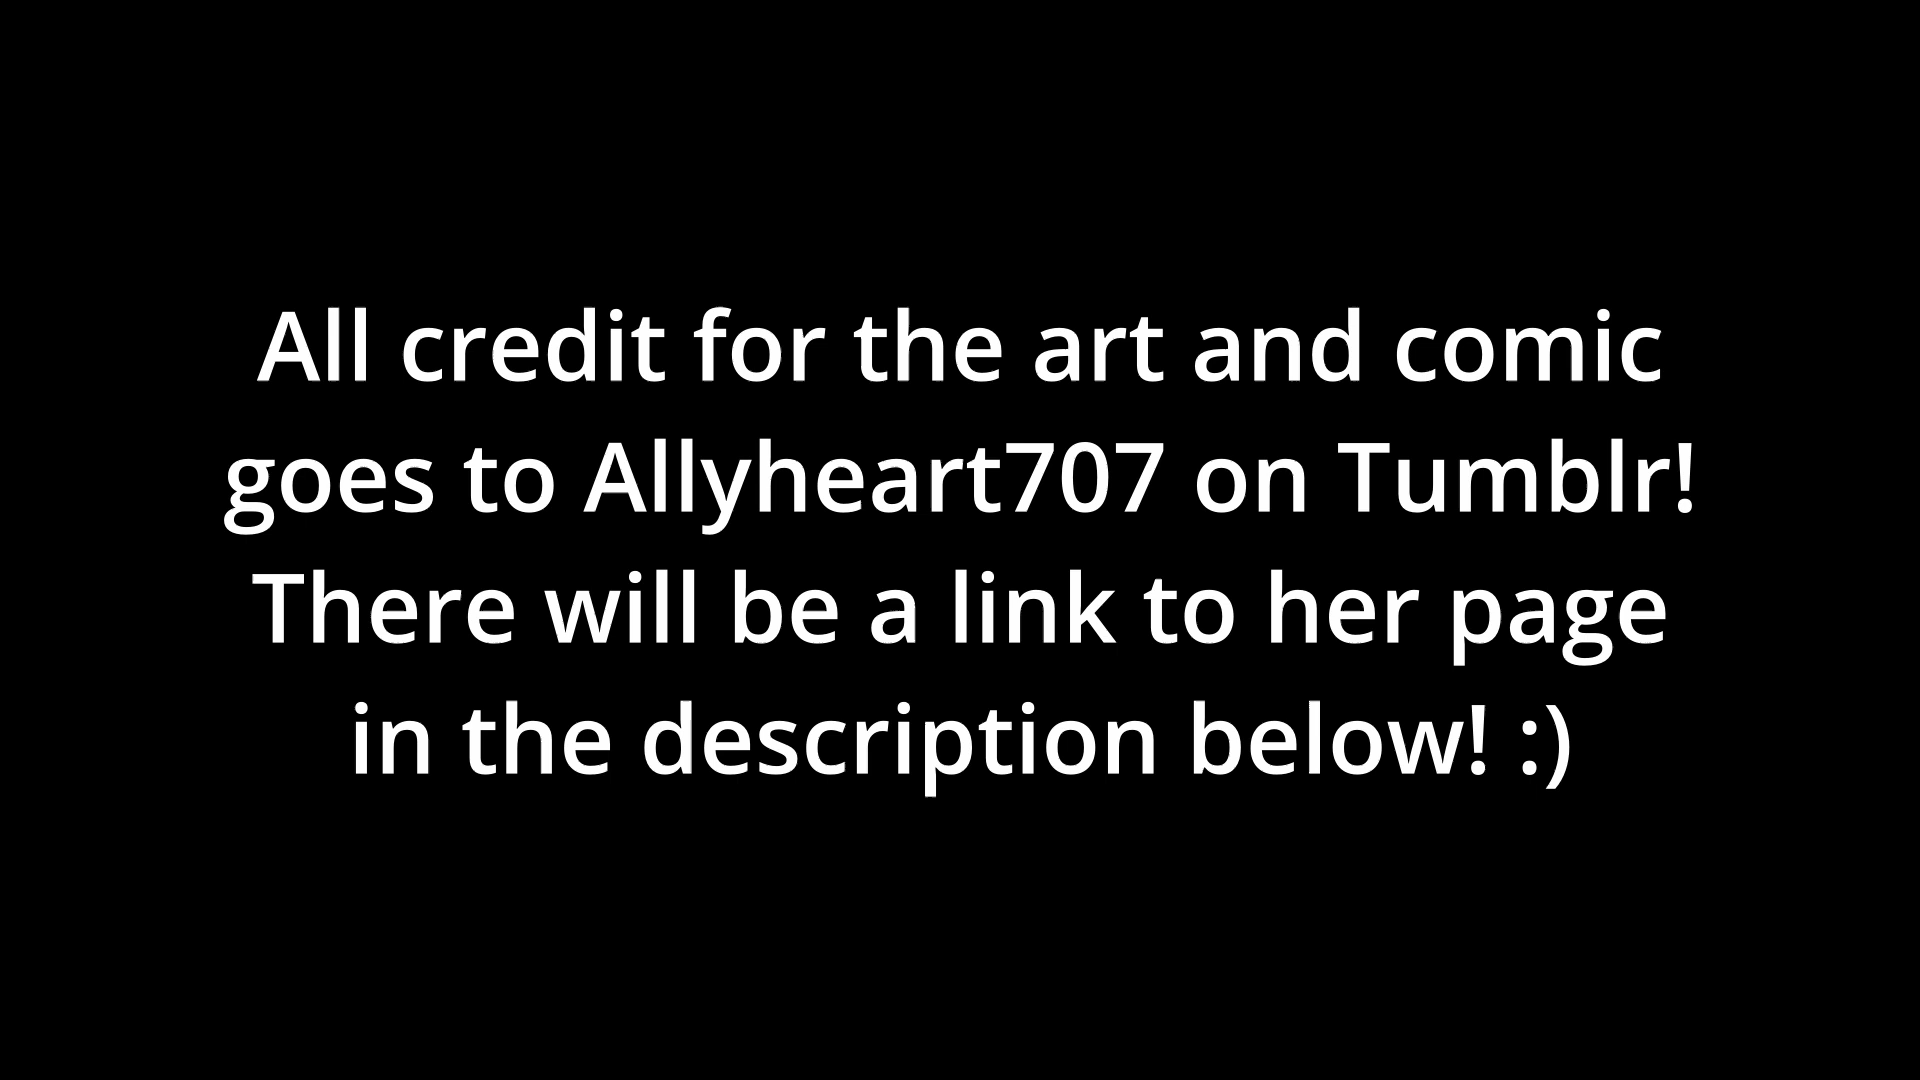 All credit for the art and comic
goes to Allyheart707 on Tumblr!
There will be a link to her page
in the description below! :)